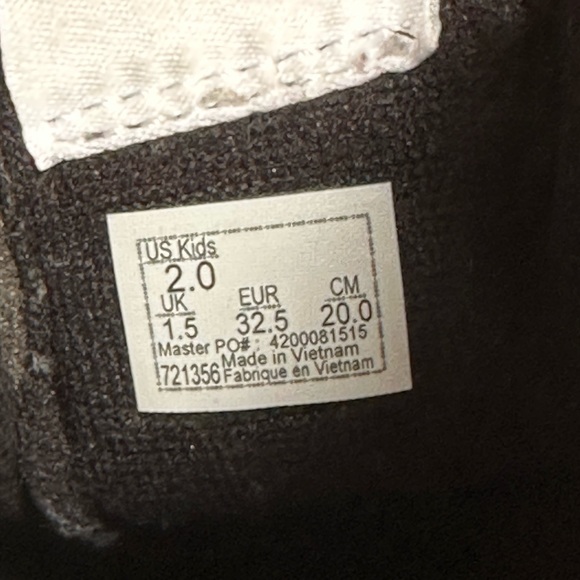 US Kids
2.0
UK EUR CM
1.5 32.5 20.0
Master PO# : 4200081515
Made in Vietnam
721356 Fabrique en Vietnam